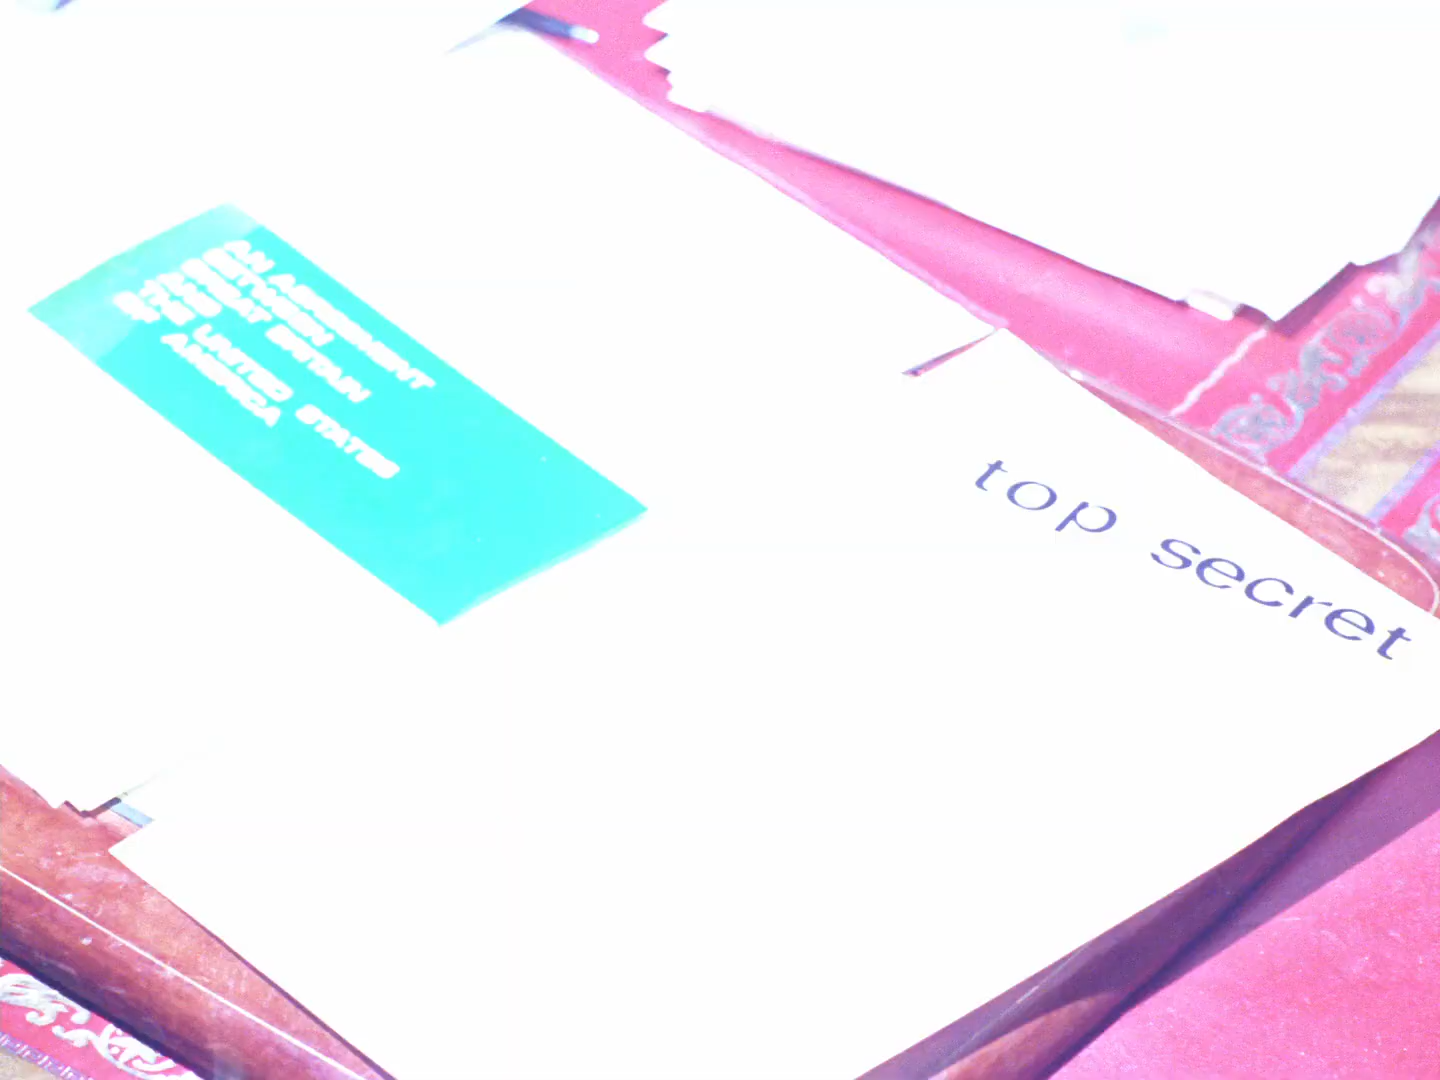 AN AGREEMENT
BETWEEN
GREAT BRITAIN
AND
THE UNITED STATES
OF AMERICA
top secret